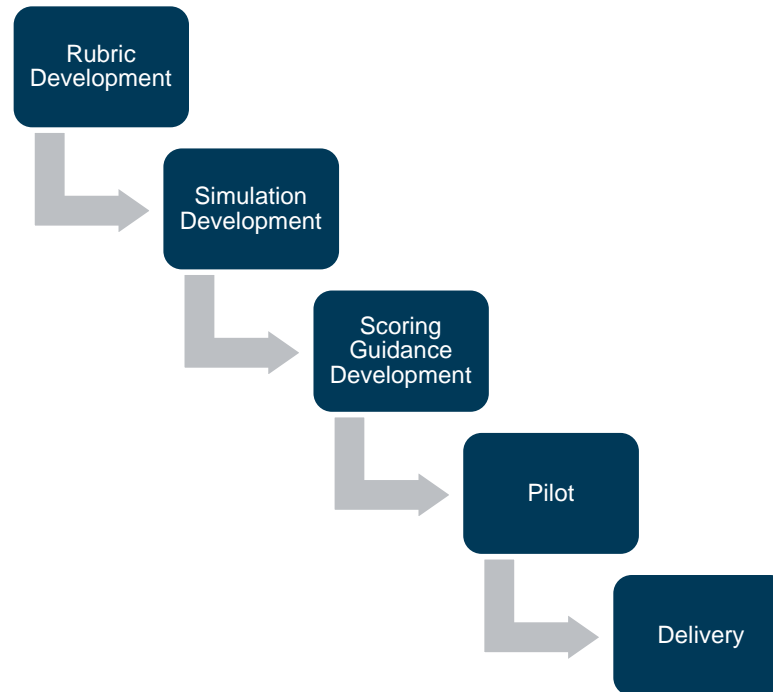 Rubric
Development
Simulation
Development
Scoring
Guidance
Development
Pilot
Delivery